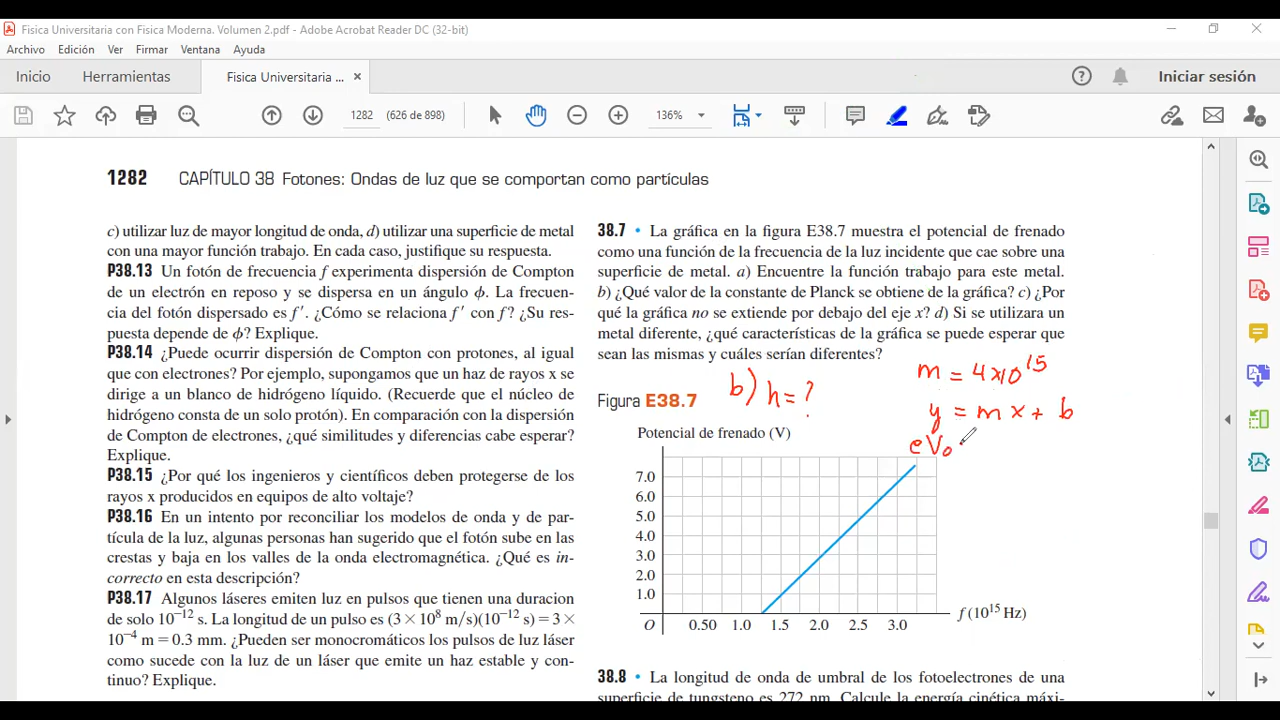 Fisica Universitaria con Fisica Moderna. Volumen 2.pdf - Adobe Acrobat Reader DC (32-bit)
Archivo Edición Ver Firmar Ventana Ayuda
Inicio Herramientas Fisica Universitaria ... × Iniciar sesión
1282 (626 de 898) 136%
1282 CAPÍTULO 38 Fotones: Ondas de luz que se comportan como partículas
c) utilizar luz de mayor longitud de onda, d) utilizar una superficie de metal
con una mayor función trabajo. En cada caso, justifique su respuesta.
P38.13 Un fotón de frecuencia f experimenta dispersión de Compton
de un electrón en reposo y se dispersa en un ángulo ϕ. La frecuen-
cia del fotón dispersado es f′. ¿Cómo se relaciona f′ con f? ¿Su res-
puesta depende de ϕ? Explique.
P38.14 ¿Puede ocurrir dispersión de Compton con protones, al igual
que con electrones? Por ejemplo, supongamos que un haz de rayos x se
dirige a un blanco de hidrógeno líquido. (Recuerde que el núcleo de
hidrógeno consta de un solo protón). En comparación con la dispersión
de Compton de electrones, ¿qué similitudes y diferencias cabe esperar?
Explique.
P38.15 ¿Por qué los ingenieros y científicos deben protegerse de los
rayos x producidos en equipos de alto voltaje?
P38.16 En un intento por reconciliar los modelos de onda y de par-
tícula de la luz, algunas personas han sugerido que el fotón sube en las
crestas y baja en los valles de la onda electromagnética. ¿Qué es in-
correcto en esta descripción?
P38.17 Algunos láseres emiten luz en pulsos que tienen una duracion
de solo 10⁻¹² s. La longitud de un pulso es (3 × 10⁸ m/s)(10⁻¹² s) = 3 ×
10⁻⁴ m = 0.3 mm. ¿Pueden ser monocromáticos los pulsos de luz láser
como sucede con la luz de un láser que emite un haz estable y con-
tinuo? Explique.
38.7 • La gráfica en la figura E38.7 muestra el potencial de frenado
como una función de la frecuencia de la luz incidente que cae sobre una
superficie de metal. a) Encuentre la función trabajo para este metal.
b) ¿Qué valor de la constante de Planck se obtiene de la gráfica? c) ¿Por
qué la gráfica no se extiende por debajo del eje x? d) Si se utilizara un
metal diferente, ¿qué características de la gráfica se puede esperar que
sean las mismas y cuáles serían diferentes?
b) h = ?
m = 4x10¹⁵
y = m x + b
eV₀
Figura E38.7
Potencial de frenado (V)
7.0
6.0
5.0
4.0
3.0
2.0
1.0
O 0.50 1.0 1.5 2.0 2.5 3.0 f (10¹⁵ Hz)
38.8 • La longitud de onda de umbral de los fotoelectrones de una
superficie de tungsteno es 272 nm. Calcule la energía cinética máxi-